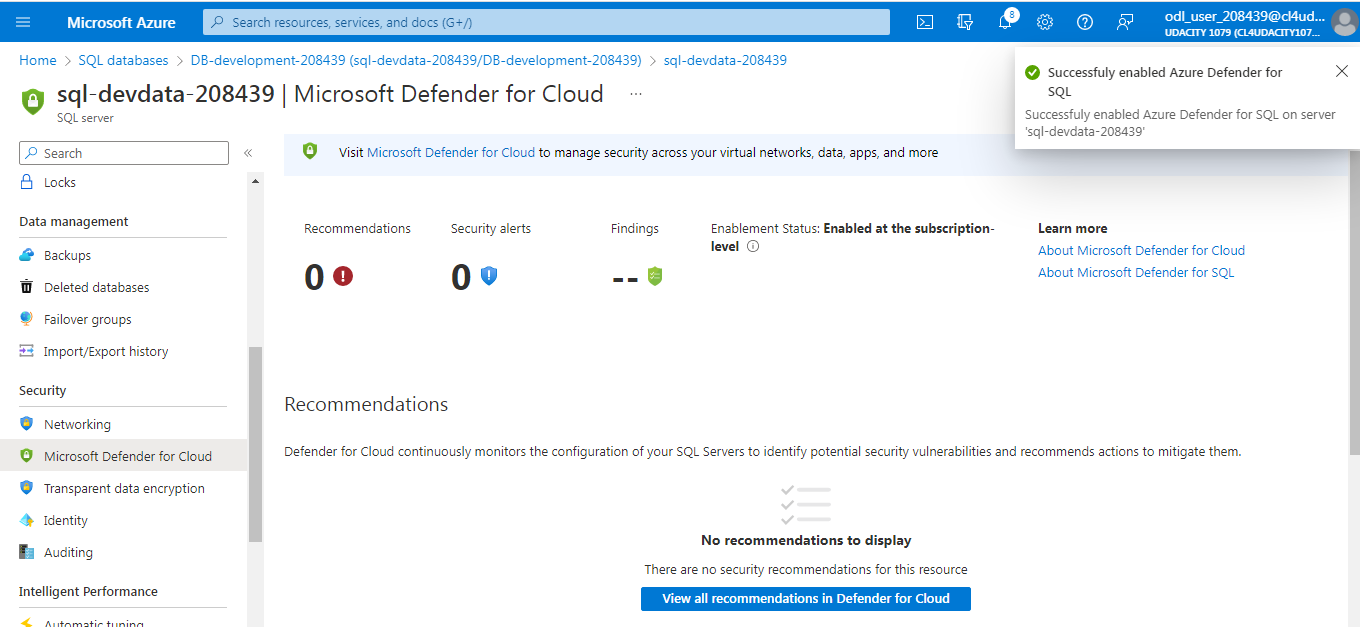 Microsoft Azure
Search resources, services, and docs (G+/)
8
odl_user_208439@cl4ud...
UDACITY 1079 (CL4UDACITY107...
Home > SQL databases > DB-development-208439 (sql-devdata-208439/DB-development-208439) > sql-devdata-208439
sql-devdata-208439 | Microsoft Defender for Cloud ...
SQL server
Successfuly enabled Azure Defender for
SQL
Successfuly enabled Azure Defender for SQL on server
'sql-devdata-208439'
Search
«
Locks
Data management
Backups
Deleted databases
Failover groups
Import/Export history
Security
Networking
Microsoft Defender for Cloud
Transparent data encryption
Identity
Auditing
Intelligent Performance
Automatic tuning
Visit Microsoft Defender for Cloud to manage security across your virtual networks, data, apps, and more
Recommendations
0
Security alerts
0
Findings
--
Enablement Status: Enabled at the subscription-
level
Learn more
About Microsoft Defender for Cloud
About Microsoft Defender for SQL
Recommendations
Defender for Cloud continuously monitors the configuration of your SQL Servers to identify potential security vulnerabilities and recommends actions to mitigate them.
No recommendations to display
There are no security recommendations for this resource
View all recommendations in Defender for Cloud